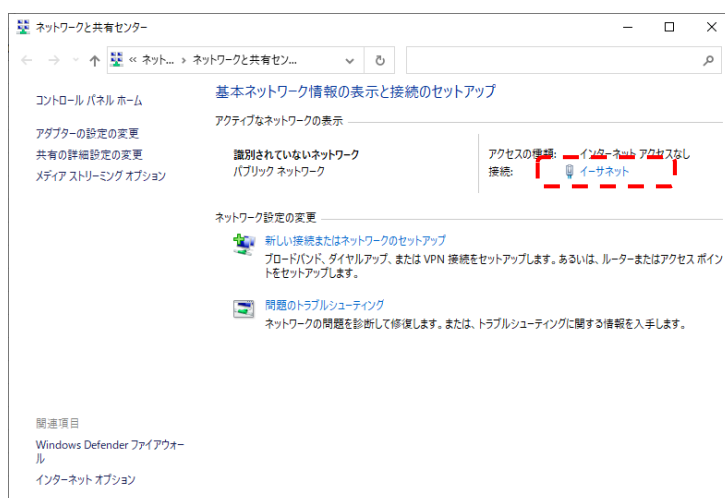 ネットワークと共有センター
« ネット... › ネットワークと共有セン...
コントロール パネル ホーム
アダプターの設定の変更
共有の詳細設定の変更
メディア ストリーミング オプション
基本ネットワーク情報の表示と接続のセットアップ
アクティブなネットワークの表示
識別されていないネットワーク
パブリック ネットワーク
アクセスの種類: インターネット アクセスなし
接続: イーサネット
ネットワーク設定の変更
新しい接続またはネットワークのセットアップ
ブロードバンド、ダイヤルアップ、または VPN 接続をセットアップします。あるいは、ルーターまたはアクセス ポイン
トをセットアップします。
問題のトラブルシューティング
ネットワークの問題を診断して修復します。または、トラブルシューティングに関する情報を入手します。
関連項目
Windows Defender ファイアウォー
ル
インターネット オプション